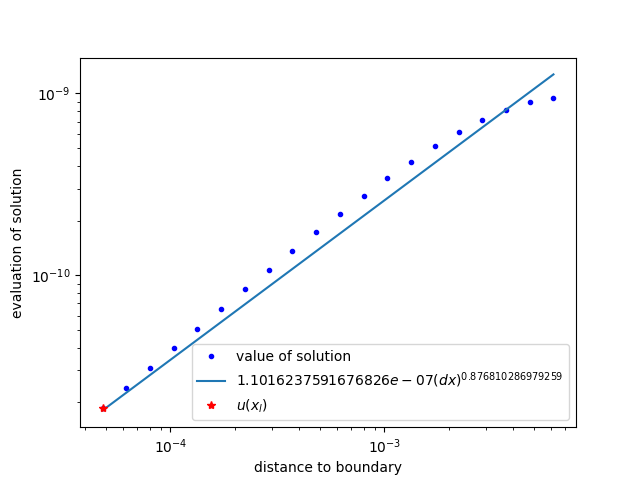 10^{-9}
10^{-10}
evaluation of solution
value of solution
1.1016237591676826e − 07(dx)^{0.876810286979259}
u(x_I)
10^{-4}
10^{-3}
distance to boundary